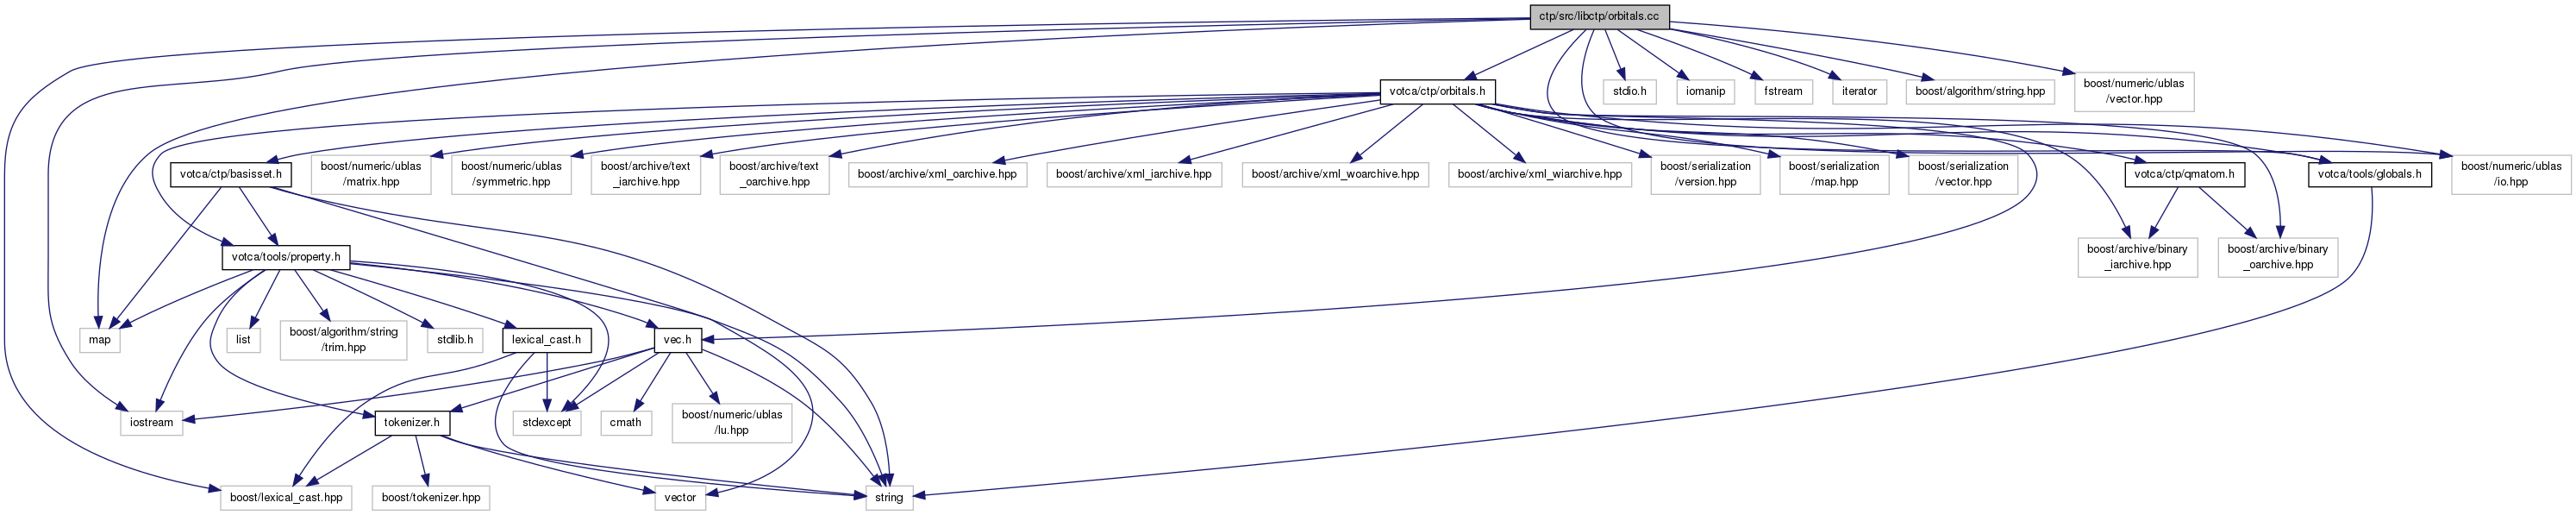 ctp/src/libctp/orbitals.cc
votca/ctp/orbitals.h
stdio.h
iomanip
fstream
iterator
boost/algorithm/string.hpp
boost/numeric/ublas
/vector.hpp
votca/ctp/basisset.h
boost/numeric/ublas
/matrix.hpp
boost/numeric/ublas
/symmetric.hpp
boost/archive/text
_iarchive.hpp
boost/archive/text
_oarchive.hpp
boost/archive/xml_oarchive.hpp
boost/archive/xml_iarchive.hpp
boost/archive/xml_woarchive.hpp
boost/archive/xml_wiarchive.hpp
boost/serialization
/version.hpp
boost/serialization
/map.hpp
boost/serialization
/vector.hpp
votca/ctp/qmatom.h
votca/tools/globals.h
boost/numeric/ublas
/io.hpp
votca/tools/property.h
boost/archive/binary
_iarchive.hpp
boost/archive/binary
_oarchive.hpp
map
list
boost/algorithm/string
/trim.hpp
stdlib.h
lexical_cast.h
vec.h
iostream
tokenizer.h
stdexcept
cmath
boost/numeric/ublas
/lu.hpp
boost/lexical_cast.hpp
boost/tokenizer.hpp
vector
string